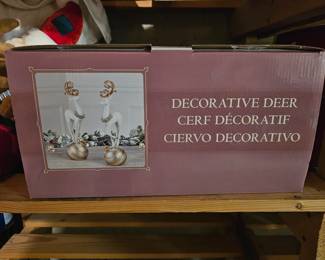 DECORATIVE DEER
CERF DÉCORATIF
CIERVO DECORATIVO